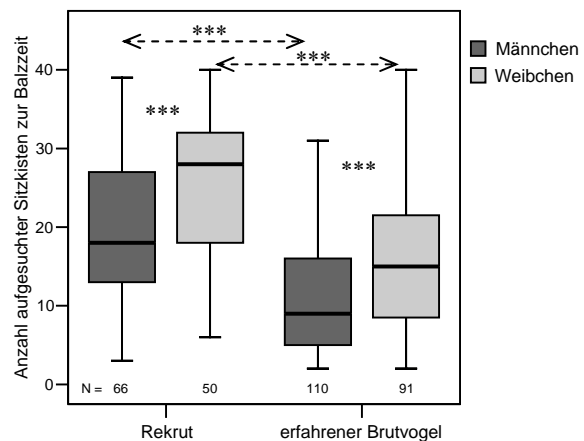 Anzahl aufgesuchter Sitzkisten zur Balzzeit
40
30
20
10
0
***
***
***
***
N = 66 50 110 91
Rekrut erfahrener Brutvogel
Männchen
Weibchen